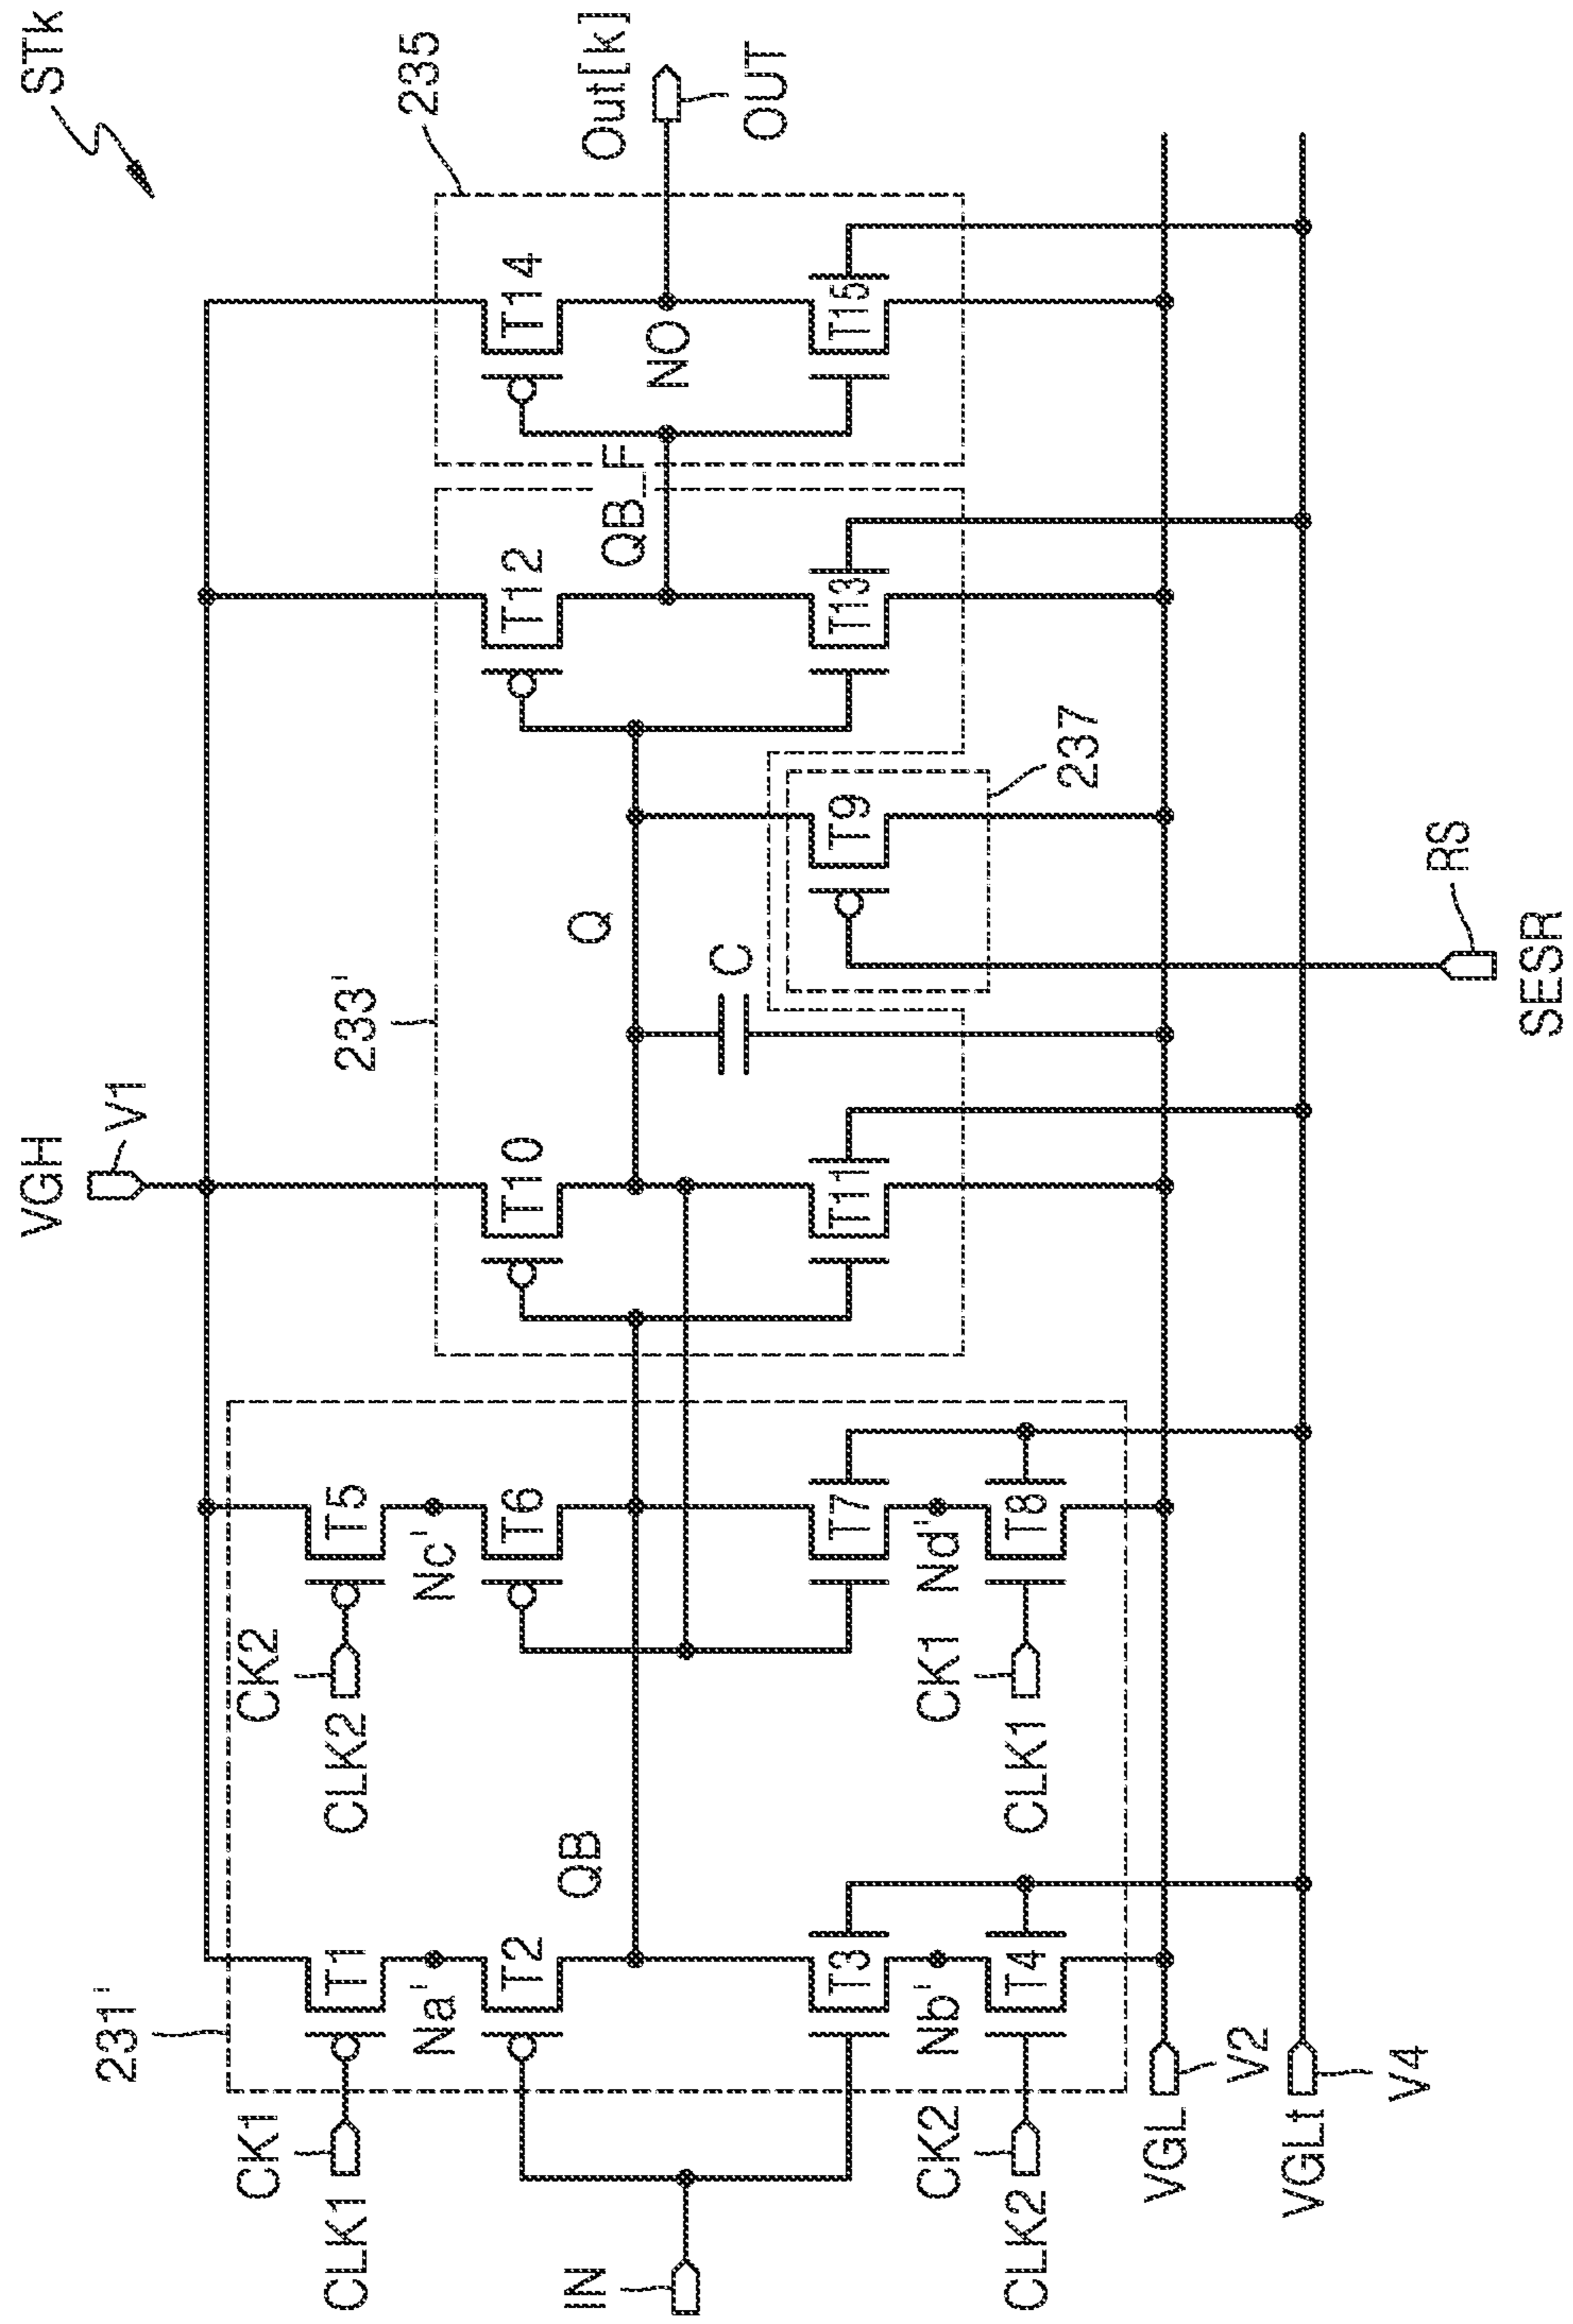 STk
VGH
V1
231'
233'
235
CK1
CLK1
T1
Na'
T2
CK2
CLK2
T5
Nc'
T6
T10
T12
T14
Out[k]
OUT
QB
Q
QB_F
NO
IN
C
T3
Nb'
T4
CK2
CLK2
T7
Nd'
T8
CK1
CLK1
T11
T9
237
T13
T15
VGL
V2
VGLt
V4
RS
SESR